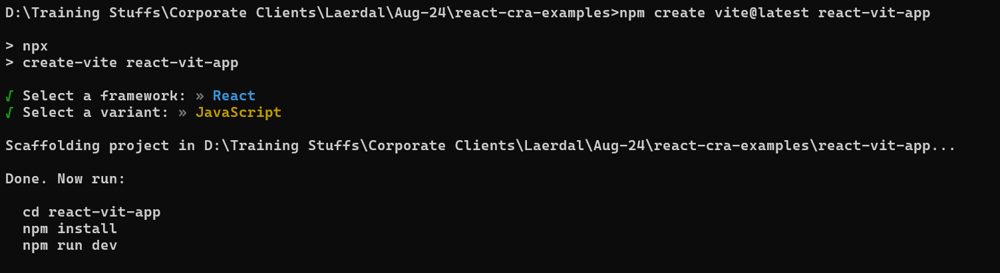 D:\Training Stuffs\Corporate Clients\Laerdal\Aug-24\react-cra-examples>npm create vite@latest react-vit-app
> npx
> create-vite react-vit-app
√ Select a framework: » React
√ Select a variant: » JavaScript
Scaffolding project in D:\Training Stuffs\Corporate Clients\Laerdal\Aug-24\react-cra-examples\react-vit-app...
Done. Now run:
cd react-vit-app
npm install
npm run dev